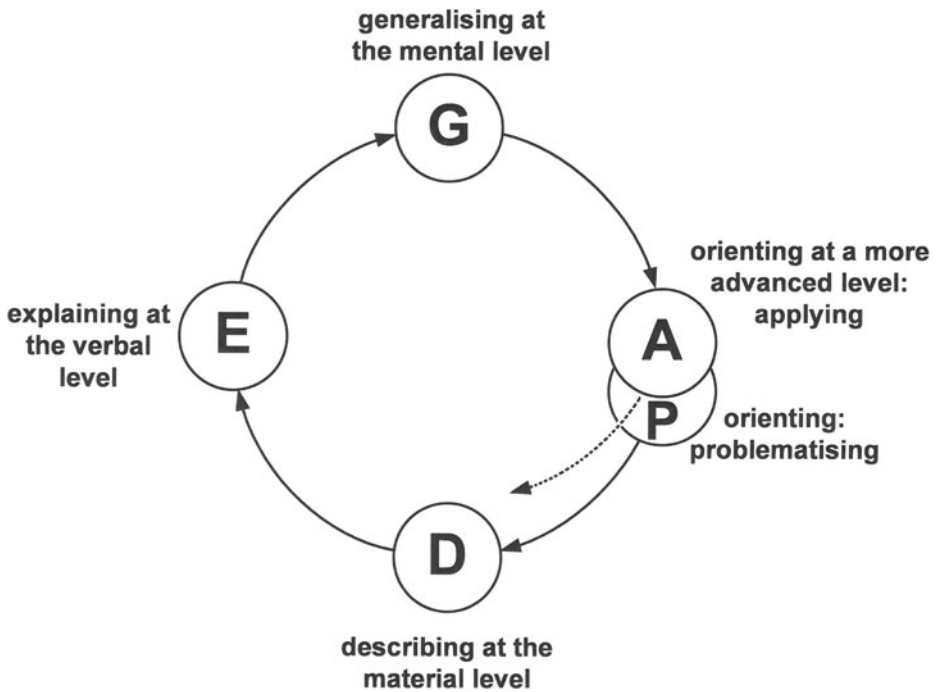 generalising at
the mental level
G
orienting at a more
advanced level:
applying
A
explaining at
the verbal
level
E
P
orienting:
problematising
D
describing at the
material level